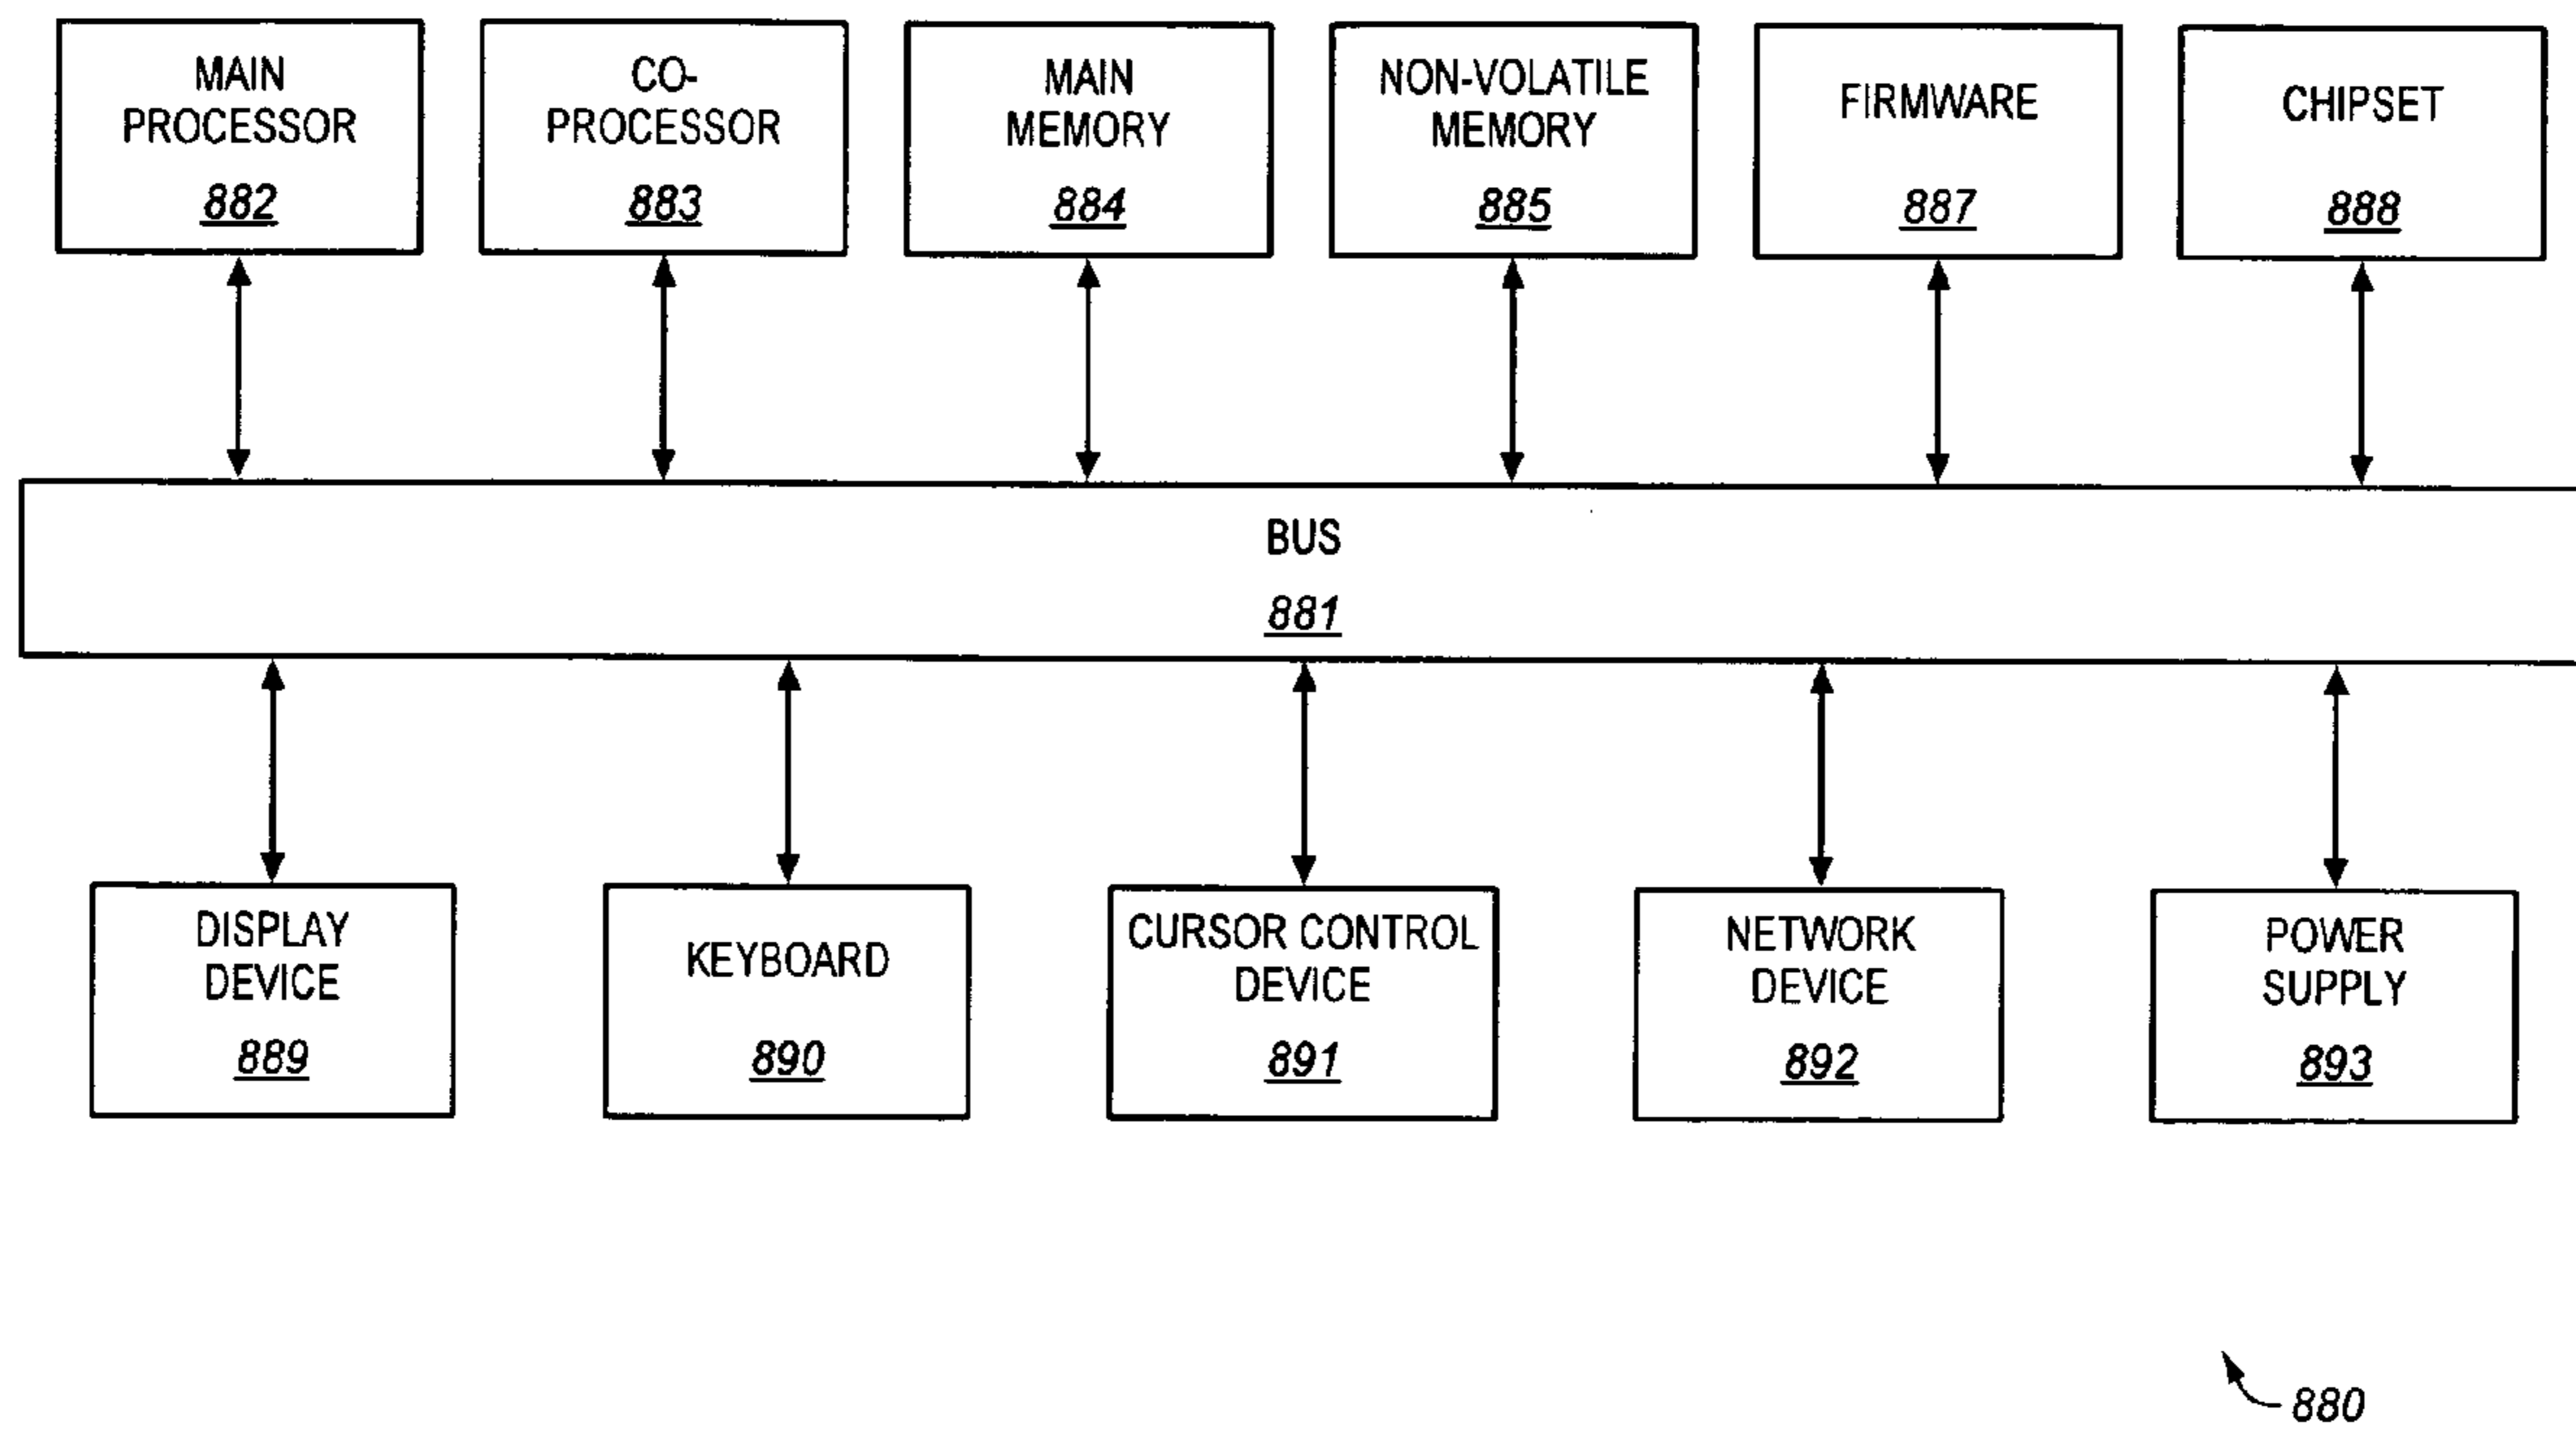 MAIN
PROCESSOR
882
CO-
PROCESSOR
883
MAIN
MEMORY
884
NON-VOLATILE
MEMORY
885
FIRMWARE
887
CHIPSET
888
BUS
881
DISPLAY
DEVICE
889
KEYBOARD
890
CURSOR CONTROL
DEVICE
891
NETWORK
DEVICE
892
POWER
SUPPLY
893
880